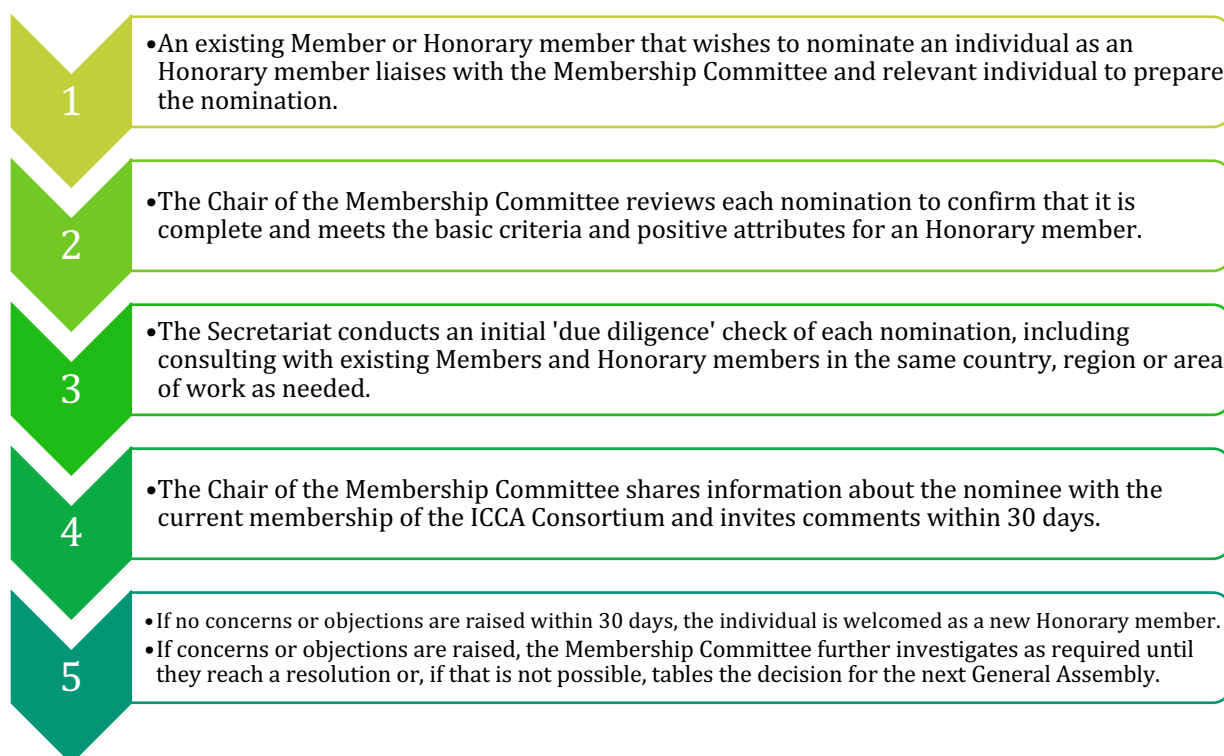 1
•An existing Member or Honorary member that wishes to nominate an individual as an
Honorary member liaises with the Membership Committee and relevant individual to prepare
the nomination.
2
•The Chair of the Membership Committee reviews each nomination to confirm that it is
complete and meets the basic criteria and positive attributes for an Honorary member.
3
•The Secretariat conducts an initial 'due diligence' check of each nomination, including
consulting with existing Members and Honorary members in the same country, region or area
of work as needed.
4
•The Chair of the Membership Committee shares information about the nominee with the
current membership of the ICCA Consortium and invites comments within 30 days.
5
•If no concerns or objections are raised within 30 days, the individual is welcomed as a new Honorary member.
•If concerns or objections are raised, the Membership Committee further investigates as required until
they reach a resolution or, if that is not possible, tables the decision for the next General Assembly.